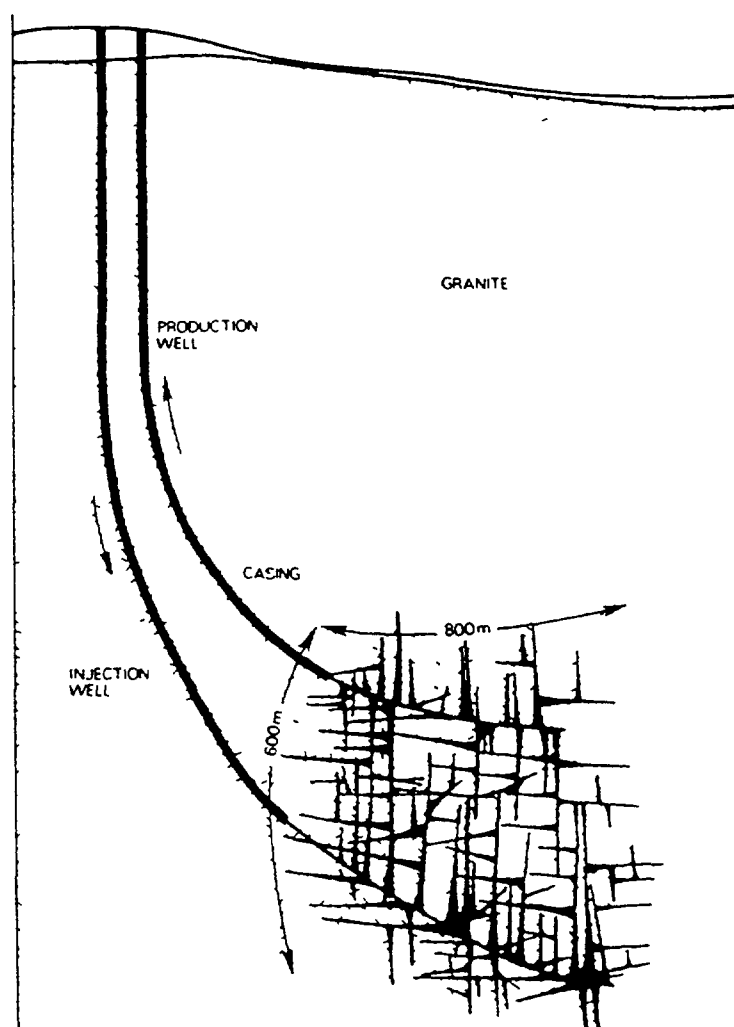 GRANITE
PRODUCTION
WELL
CASING
800m
INJECTION
WELL
600m